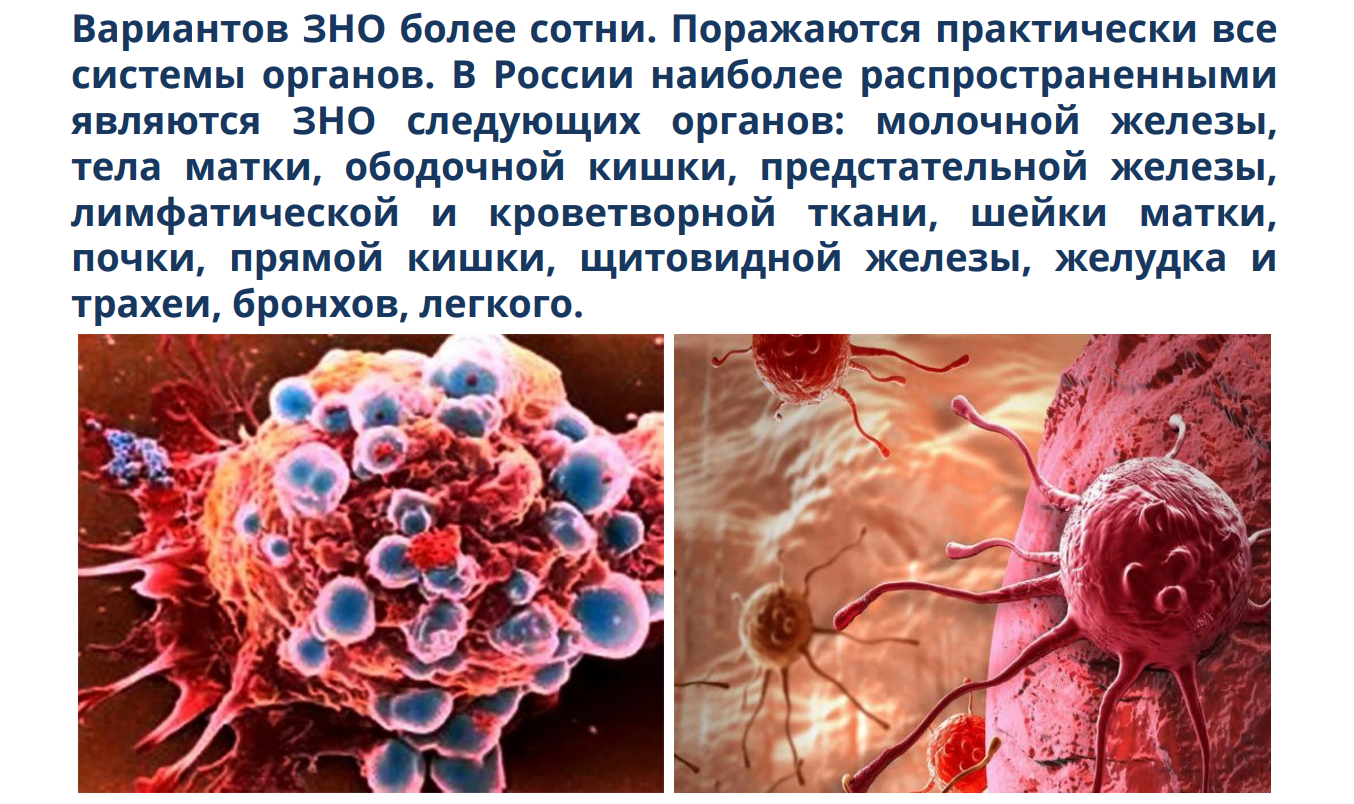 Вариантов ЗНО более сотни. Поражаются практически все
системы органов. В России наиболее распространенными
являются ЗНО следующих органов: молочной железы,
тела матки, ободочной кишки, предстательной железы,
лимфатической и кроветворной ткани, шейки матки,
почки, прямой кишки, щитовидной железы, желудка и
трахеи, бронхов, легкого.